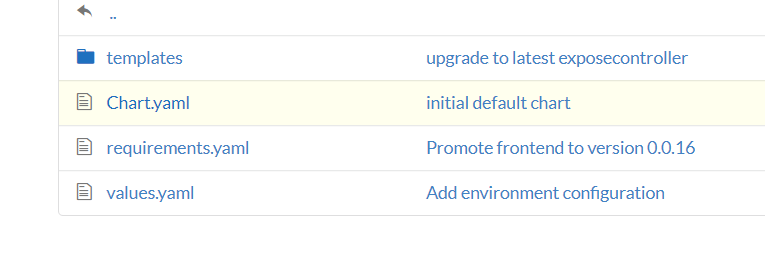 ..
templates upgrade to latest exposecontroller
Chart.yaml initial default chart
requirements.yaml Promote frontend to version 0.0.16
values.yaml Add environment configuration